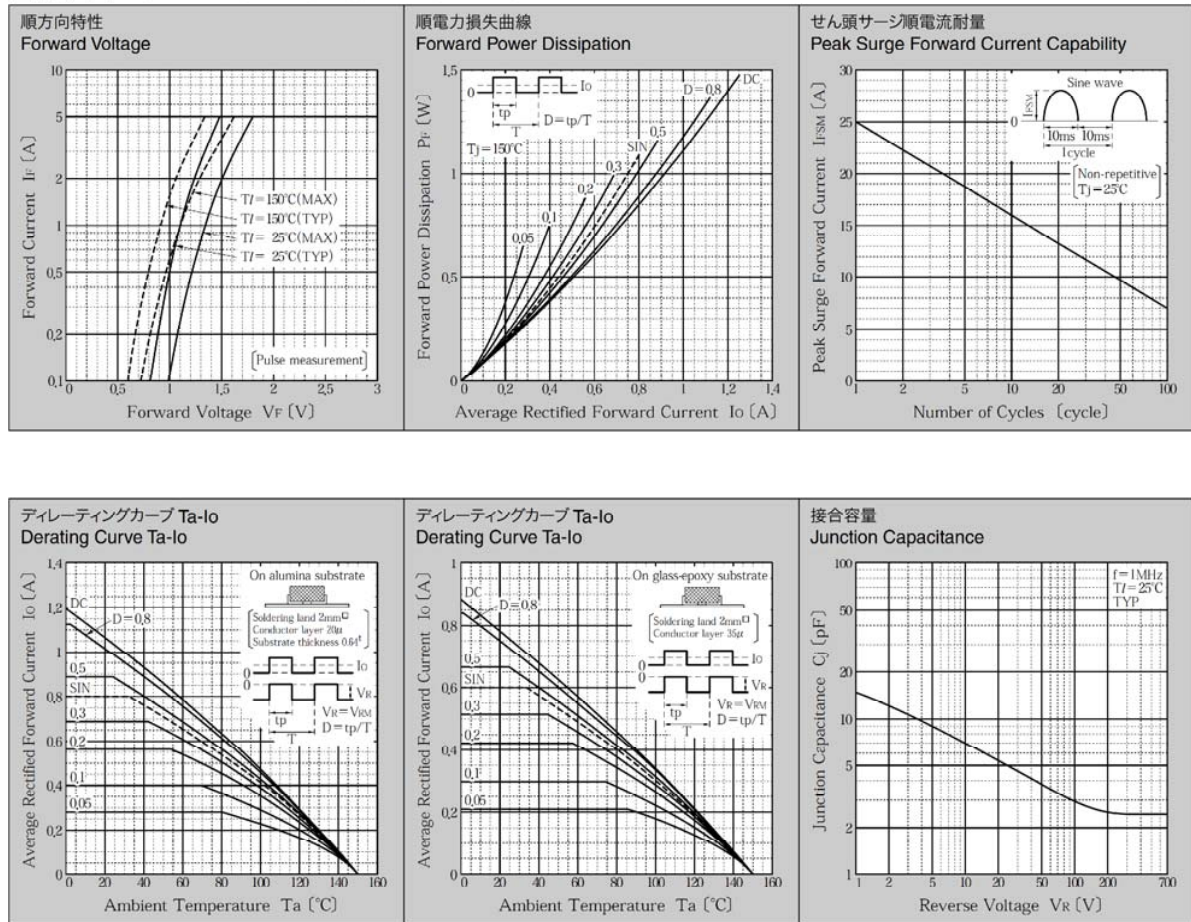 順方向特性
Forward Voltage
10
5
2
1
0,5
0,2
0,1
0
0,5
1
1,5
2
2,5
3
Forward Current IF [A]
Forward Voltage VF [V]
Tl=150℃(MAX)
Tl=150℃(TYP)
Tl= 25℃(MAX)
Tl= 25℃(TYP)
[Pulse measurement]
順電力損失曲線
Forward Power Dissipation
1,5
1
0,5
0
0
Io
tp
T
D=tp/T
Tj=150℃
DC
D=0,8
0,5
SIN
0,3
0,2
0,1
0,05
Forward Power Dissipation PF [W]
0
0,2
0,4
0,6
0,8
1
1,2
1,4
Average Rectified Forward Current Io [A]
せん頭サージ順電流耐量
Peak Surge Forward Current Capability
30
25
20
15
10
5
0
Sine wave
IFSM
0
10ms
10ms
1cycle
[Non-repetitive
Tj=25℃]
Peak Surge Forward Current IFSM [A]
1
2
5
10
20
50
100
Number of Cycles [cycle]
ディレーティングカーブ Ta-Io
Derating Curve Ta-Io
1,4
1,2
1
0,8
0,6
0,4
0,2
0
DC
D=0,8
0,5
SIN
0,3
0,2
0,1
0,05
On alumina substrate
[Soldering land 2mm□
Conductor layer 20μ
Substrate thickness 0.64t]
0
Io
0
VR
tp
T
VR=VRM
D=tp/T
Average Rectified Forward Current Io [A]
0
20
40
60
80
100
120
140
160
Ambient Temperature Ta [℃]
ディレーティングカーブ Ta-Io
Derating Curve Ta-Io
1
0,8
0,6
0,4
0,2
0
DC
D=0,8
0,5
SIN
0,3
0,2
0,1
0,05
On glass-epoxy substrate
[Soldering land 2mm□
Conductor layer 35μ]
0
Io
0
VR
tp
T
VR=VRM
D=tp/T
Average Rectified Forward Current Io [A]
0
20
40
60
80
100
120
140
160
Ambient Temperature Ta [℃]
接合容量
Junction Capacitance
100
50
20
10
5
2
1
f=1MHz
Tl=25℃
TYP
Junction Capacitance Cj [pF]
1
2
5
10
20
50
100
200
700
Reverse Voltage VR [V]